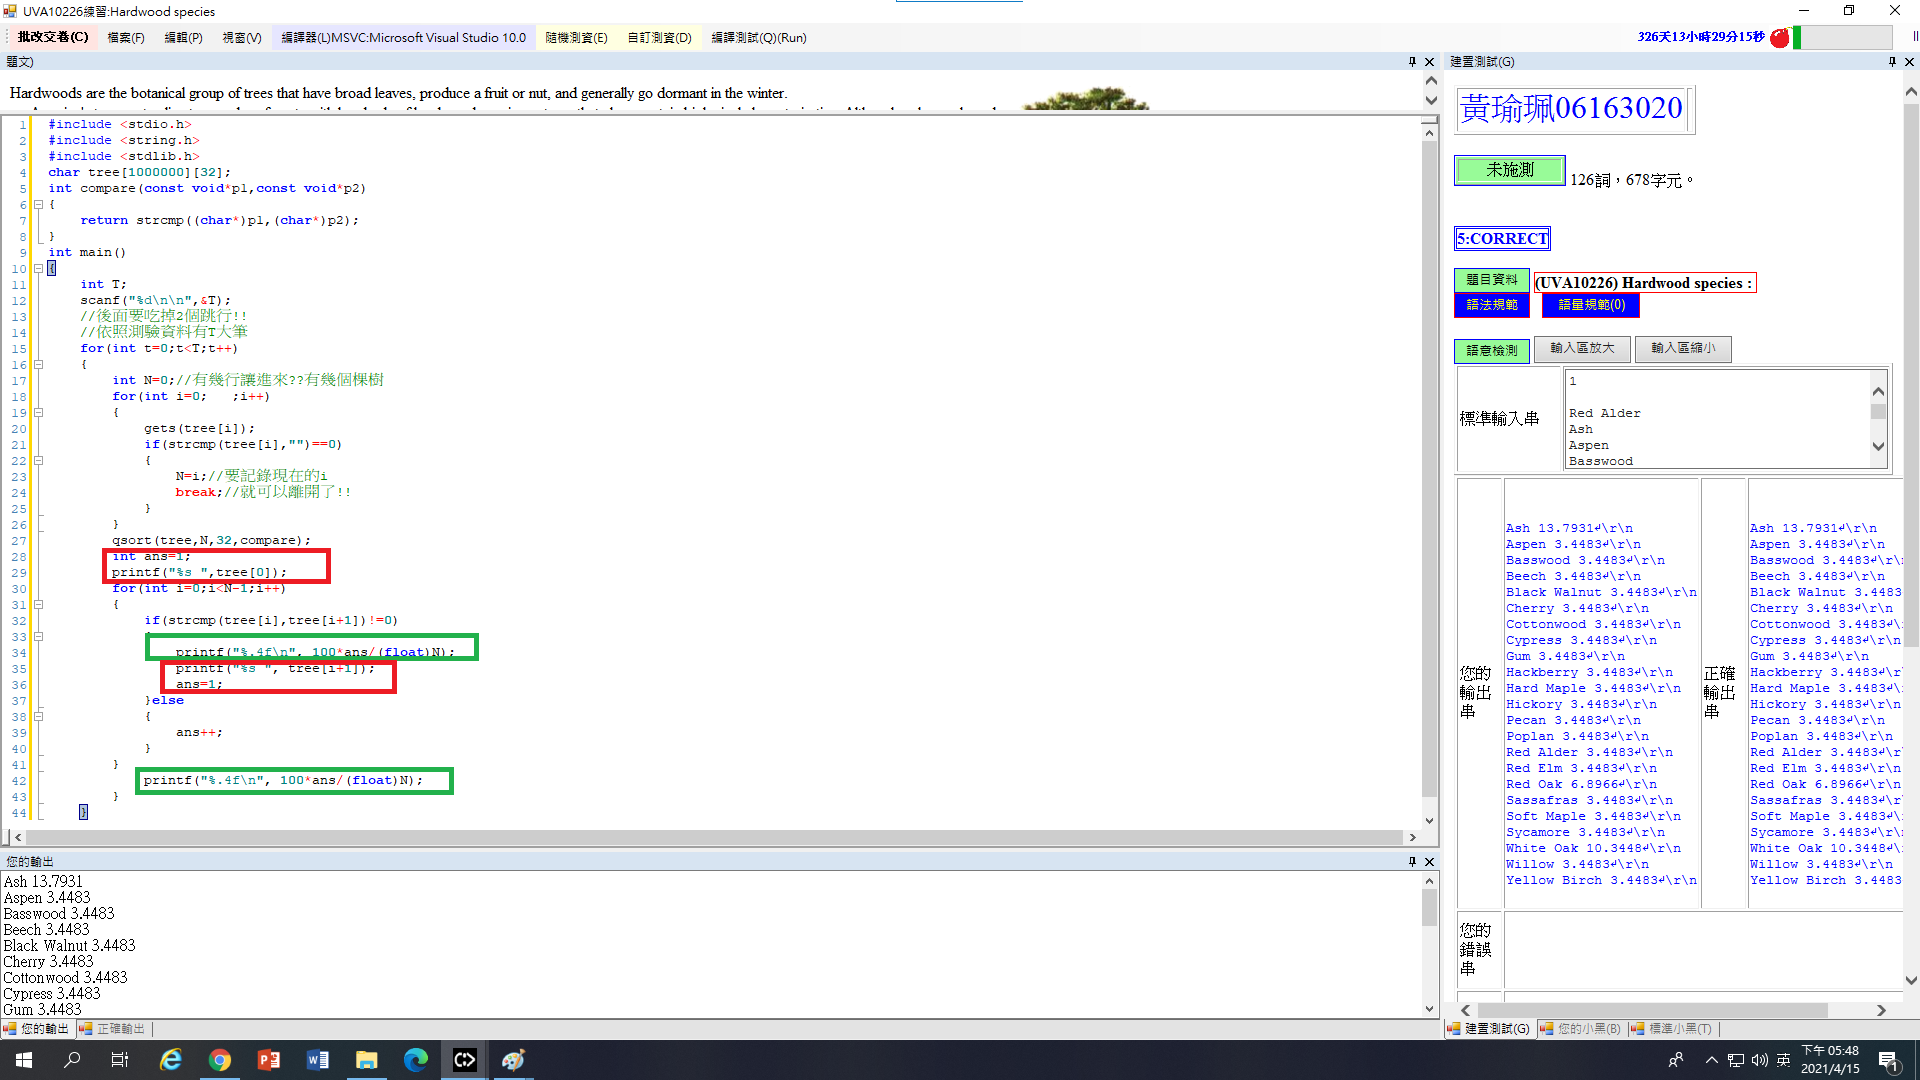 UVA10226練習:Hardwood species
批改交卷(C) 檔案(F) 編輯(P) 視窗(V) 編譯器(L)MSVC:Microsoft Visual Studio 10.0 隨機測資(E) 自訂測資(D) 編譯測試(Q)(Run)
326天13小時29分15秒
題文)
Hardwoods are the botanical group of trees that have broad leaves, produce a fruit or nut, and generally go dormant in the winter.
1 #include <stdio.h>
2 #include <string.h>
3 #include <stdlib.h>
4 char tree[1000000][32];
5 int compare(const void*p1,const void*p2)
6 {
7 return strcmp((char*)p1,(char*)p2);
8 }
9 int main()
10 {
11 int T;
12 scanf("%d\n\n",&T);
13 //後面要吃掉2個跳行!!
14 //依照測驗資料有T大筆
15 for(int t=0;t<T;t++)
16 {
17 int N=0;//有幾行讓進來??有幾個棵樹
18 for(int i=0; ;i++)
19 {
20 gets(tree[i]);
21 if(strcmp(tree[i],"")==0)
22 {
23 N=i;//要記錄現在的i
24 break;//就可以離開了!!
25 }
26 }
27 qsort(tree,N,32,compare);
28 int ans=1;
29 printf("%s ",tree[0]);
30 for(int i=0;i<N-1;i++)
31 {
32 if(strcmp(tree[i],tree[i+1])!=0)
33
34 printf("%.4f\n", 100*ans/(float)N);
35 printf("%s ", tree[i+1]);
36 ans=1;
37 }else
38 {
39 ans++;
40 }
41 }
42 printf("%.4f\n", 100*ans/(float)N);
43 }
44 }
您的輸出
Ash 13.7931
Aspen 3.4483
Basswood 3.4483
Beech 3.4483
Black Walnut 3.4483
Cherry 3.4483
Cottonwood 3.4483
Cypress 3.4483
Gum 3.4483
您的輸出 正確輸出
建置測試(G)
黃瑜珮06163020
未施測 126詞，678字元。
5:CORRECT
題目資料 (UVA10226) Hardwood species :
語法規範 語量規範(0)
語意檢測 輸入區放大 輸入區縮小
標準輸入串
1
Red Alder
Ash
Aspen
Basswood
您的輸出串
Ash 13.7931↵\r\n
Aspen 3.4483↵\r\n
Basswood 3.4483↵\r\n
Beech 3.4483↵\r\n
Black Walnut 3.4483↵\r\n
Cherry 3.4483↵\r\n
Cottonwood 3.4483↵\r\n
Cypress 3.4483↵\r\n
Gum 3.4483↵\r\n
Hackberry 3.4483↵\r\n
Hard Maple 3.4483↵\r\n
Hickory 3.4483↵\r\n
Pecan 3.4483↵\r\n
Poplan 3.4483↵\r\n
Red Alder 3.4483↵\r\n
Red Elm 3.4483↵\r\n
Red Oak 6.8966↵\r\n
Sassafras 3.4483↵\r\n
Soft Maple 3.4483↵\r\n
Sycamore 3.4483↵\r\n
White Oak 10.3448↵\r\n
Willow 3.4483↵\r\n
Yellow Birch 3.4483↵\r\n
正確輸出串
Ash 13.7931↵\r\n
Aspen 3.4483↵\r\n
Basswood 3.4483↵\r\n
Beech 3.4483↵\r\n
Black Walnut 3.4483
Cherry 3.4483↵\r\n
Cottonwood 3.4483↵\r\n
Cypress 3.4483↵\r\n
Gum 3.4483↵\r\n
Hackberry 3.4483↵\r\n
Hard Maple 3.4483↵\r\n
Hickory 3.4483↵\r\n
Pecan 3.4483↵\r\n
Poplan 3.4483↵\r\n
Red Alder 3.4483↵\r\n
Red Elm 3.4483↵\r\n
Red Oak 6.8966↵\r\n
Sassafras 3.4483↵\r\n
Soft Maple 3.4483↵\r\n
Sycamore 3.4483↵\r\n
White Oak 10.3448↵\r\n
Willow 3.4483↵\r\n
Yellow Birch 3.4483
您的錯誤串
建置測試(G) 您的小黑(B) 標準小黑(T)
英 下午 05:48
2021/4/15
1